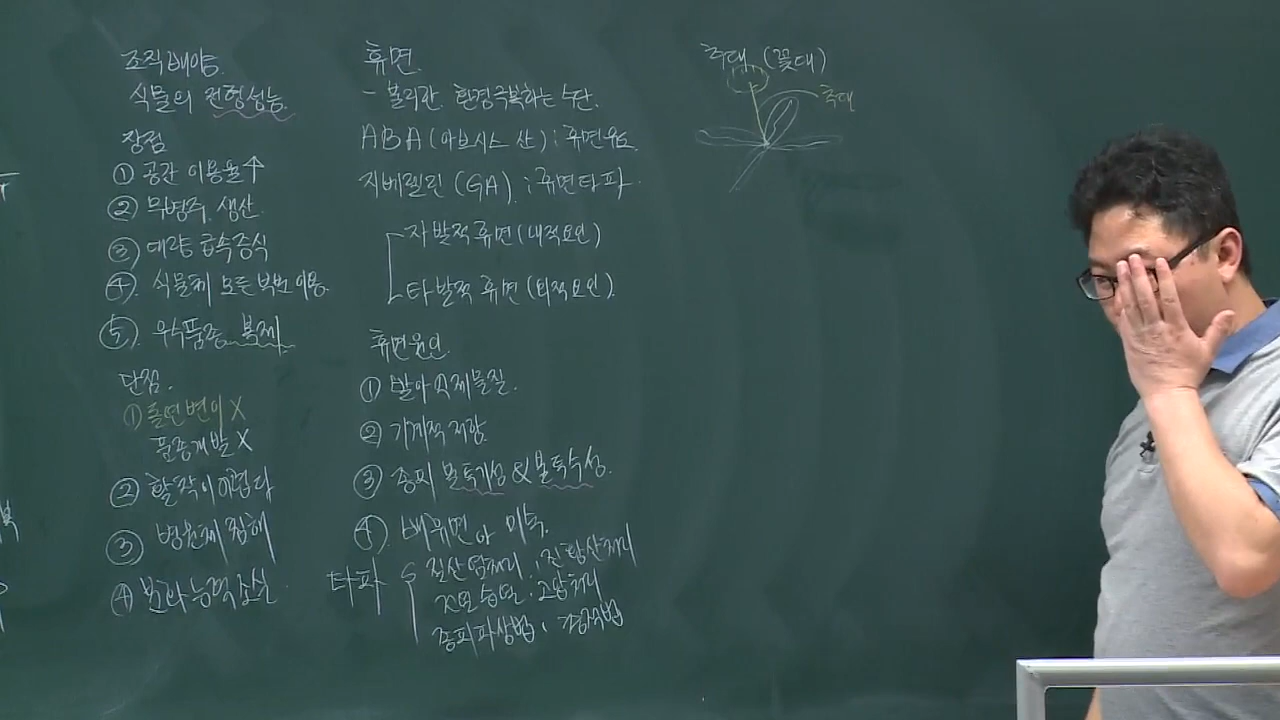 조직배양
식물의 전형성능
장점
① 공간 이용율↑
② 무병주 생산
③ 대량 급속증식
④ 식물체 모든 부번 이용
⑤ 우수품종 복제
단점
① 돌연변이 X
품종개발 X
② 활착이 어렵다
③ 병원체 침해
④ 분화능력 상실
휴면
- 불리한 환경극복하는 수단.
ABA (아브시스 산) : 휴면유도
지베렐린 (GA) : 휴면타파
자발적 휴면 (내적요인)
타발적 휴면 (외적요인)
휴면원인
① 발아억제물질.
② 기계적 저항
③ 종피 불투기성 & 불투수성.
④ 배휴면
타파
질산염처리, 진한황산처리
종피파상법,
추대 (꽃대)
추대